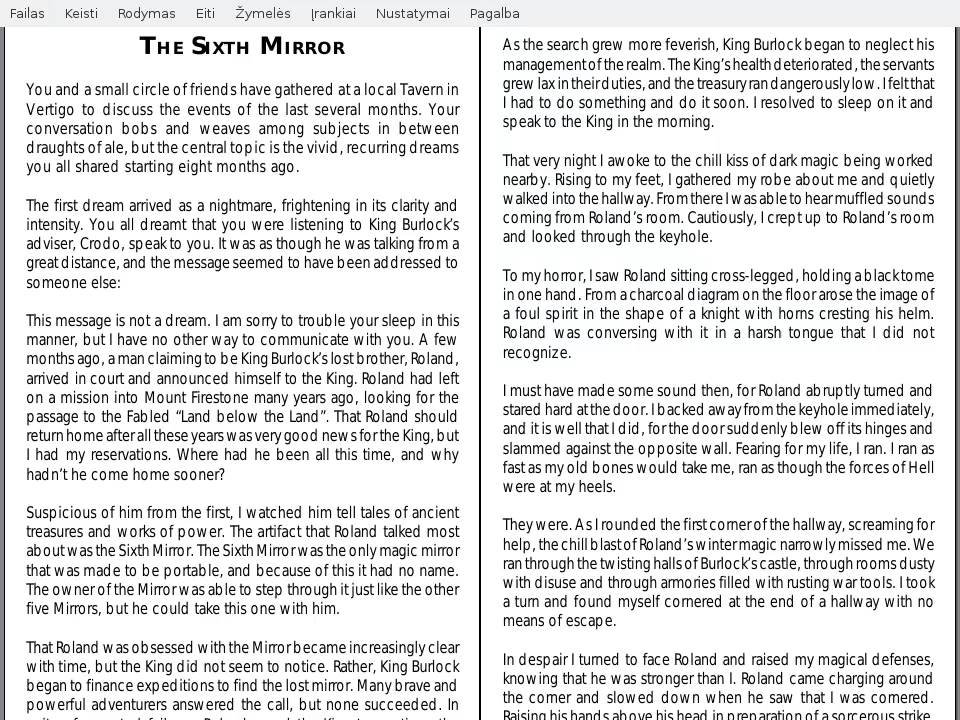 Failas Keisti Rodymas Eiti Žymelės Įrankiai Nustatymai Pagalba
THE SIXTH MIRROR
You and a small circle of friends have gathered at a local Tavern in
Vertigo to discuss the events of the last several months. Your
conversation bobs and weaves among subjects in between
draughts of ale, but the central topic is the vivid, recurring dreams
you all shared starting eight months ago.
The first dream arrived as a nightmare, frightening in its clarity and
intensity. You all dreamt that you were listening to King Burlock's
adviser, Crodo, speak to you. It was as though he was talking from a
great distance, and the message seemed to have been addressed to
someone else:
This message is not a dream. I am sorry to trouble your sleep in this
manner, but I have no other way to communicate with you. A few
months ago, a man claiming to be King Burlock's lost brother, Roland,
arrived in court and announced himself to the King. Roland had left
on a mission into Mount Firestone many years ago, looking for the
passage to the Fabled “Land below the Land”. That Roland should
return home after all these years was very good news for the King, but
I had my reservations. Where had he been all this time, and why
hadn't he come home sooner?
Suspicious of him from the first, I watched him tell tales of ancient
treasures and works of power. The artifact that Roland talked most
about was the Sixth Mirror. The Sixth Mirror was the only magic mirror
that was made to be portable, and because of this it had no name.
The owner of the Mirror was able to step through it just like the other
five Mirrors, but he could take this one with him.
That Roland was obsessed with the Mirror became increasingly clear
with time, but the King did not seem to notice. Rather, King Burlock
began to finance expeditions to find the lost mirror. Many brave and
powerful adventurers answered the call, but none succeeded. In
As the search grew more feverish, King Burlock began to neglect his
management of the realm. The King's health deteriorated, the servants
grew lax in their duties, and the treasury ran dangerously low. I felt that
I had to do something and do it soon. I resolved to sleep on it and
speak to the King in the morning.
That very night I awoke to the chill kiss of dark magic being worked
nearby. Rising to my feet, I gathered my robe about me and quietly
walked into the hallway. From there I was able to hear muffled sounds
coming from Roland's room. Cautiously, I crept up to Roland's room
and looked through the keyhole.
To my horror, I saw Roland sitting cross-legged, holding a black tome
in one hand. From a charcoal diagram on the floor arose the image of
a foul spirit in the shape of a knight with horns cresting his helm.
Roland was conversing with it in a harsh tongue that I did not
recognize.
I must have made some sound then, for Roland abruptly turned and
stared hard at the door. I backed away from the keyhole immediately,
and it is well that I did, for the door suddenly blew off its hinges and
slammed against the opposite wall. Fearing for my life, I ran. I ran as
fast as my old bones would take me, ran as though the forces of Hell
were at my heels.
They were. As I rounded the first corner of the hallway, screaming for
help, the chill blast of Roland's winter magic narrowly missed me. We
ran through the twisting halls of Burlock's castle, through rooms dusty
with disuse and through armories filled with rusting war tools. I took
a turn and found myself cornered at the end of a hallway with no
means of escape.
In despair I turned to face Roland and raised my magical defenses,
knowing that he was stronger than I. Roland came charging around
the corner and slowed down when he saw that I was cornered.
Raising his hands above his head in preparation of a sorcerous strike,